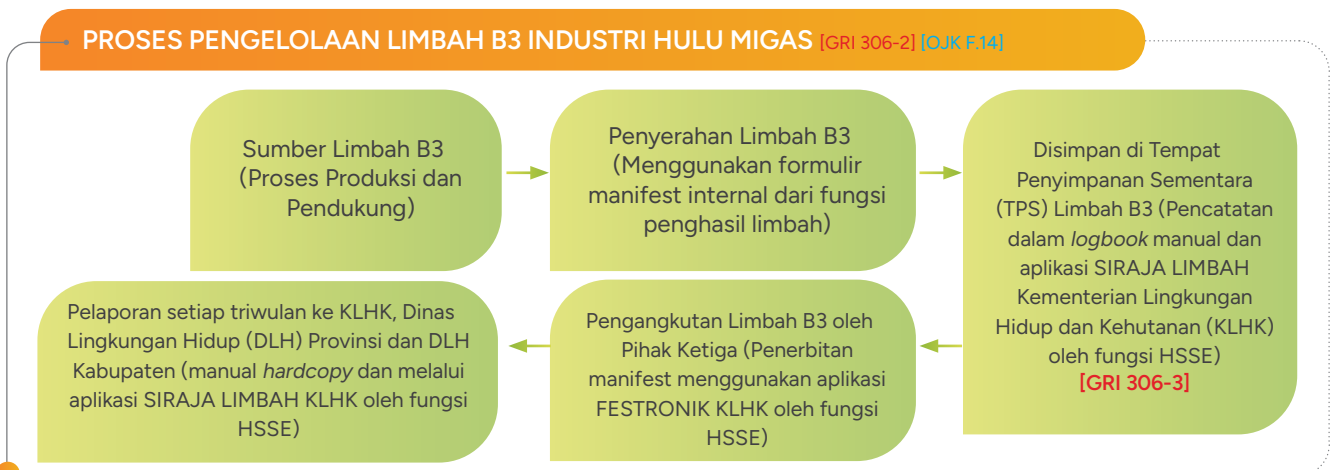 PROSES PENGELOLAAN LIMBAH B3 INDUSTRI HULU MIGAS [GRI 306-2] [OJK F.14]
Sumber Limbah B3
(Proses Produksi dan
Pendukung)
Penyerahan Limbah B3
(Menggunakan formulir
manifest internal dari fungsi
penghasil limbah)
Disimpan di Tempat
Penyimpanan Sementara
(TPS) Limbah B3 (Pencatatan
dalam logbook manual dan
aplikasi SIRAJA LIMBAH
Kementerian Lingkungan
Hidup dan Kehutanan (KLHK)
oleh fungsi HSSE)
[GRI 306-3]
Pengangkutan Limbah B3 oleh
Pihak Ketiga (Penerbitan
manifest menggunakan aplikasi
FESTRONIK KLHK oleh fungsi
HSSE)
Pelaporan setiap triwulan ke KLHK, Dinas
Lingkungan Hidup (DLH) Provinsi dan DLH
Kabupaten (manual hardcopy dan melalui
aplikasi SIRAJA LIMBAH KLHK oleh fungsi
HSSE)